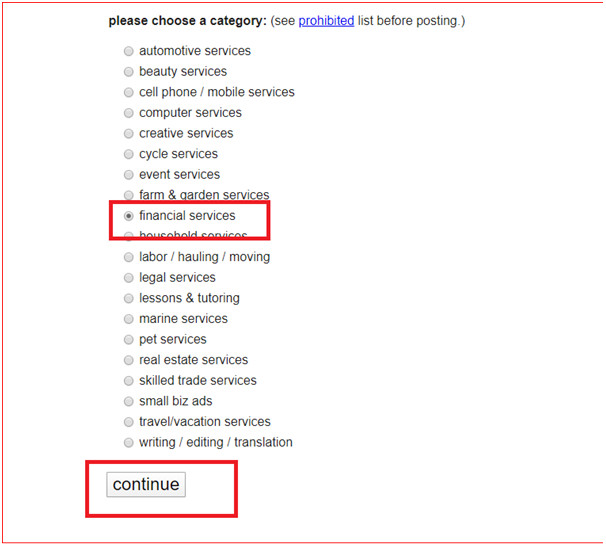 please choose a category: (see prohibited list before posting.)
automotive services
beauty services
cell phone / mobile services
computer services
creative services
cycle services
event services
farm & garden services
financial services
household services
labor / hauling / moving
legal services
lessons & tutoring
marine services
pet services
real estate services
skilled trade services
small biz ads
travel/vacation services
writing / editing / translation
continue